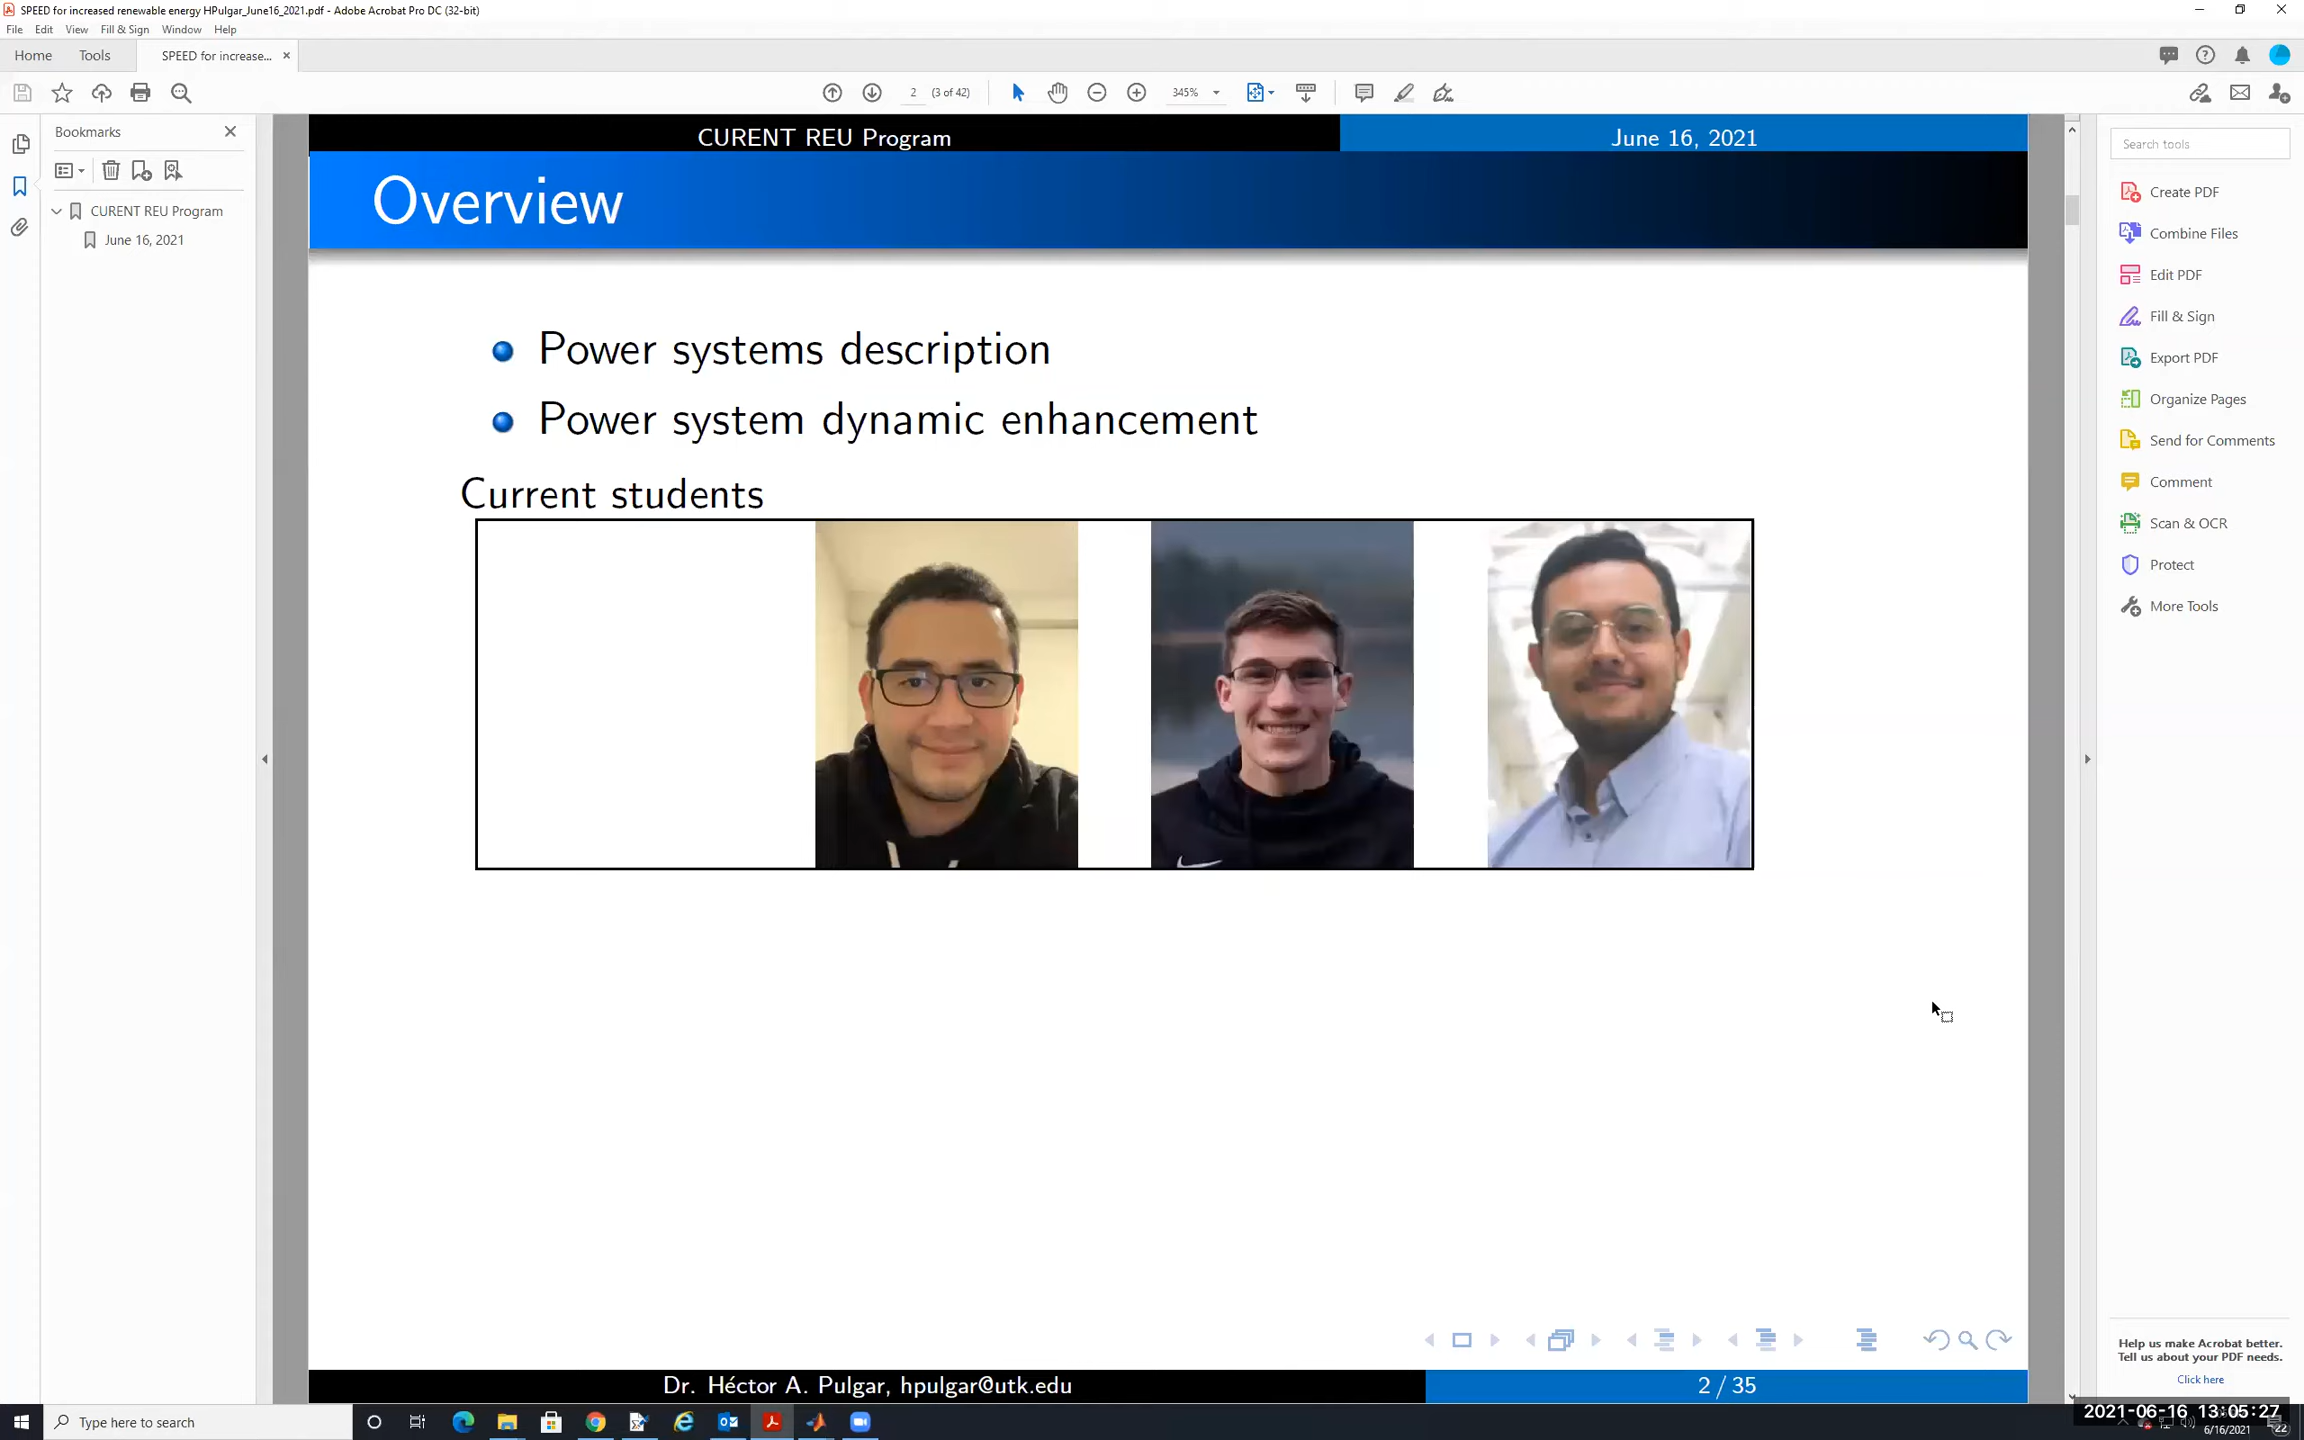 SPEED for increased renewable energy HPulgar_June16_2021.pdf - Adobe Acrobat Pro DC (32-bit)
File Edit View Fill & Sign Window Help
Home Tools SPEED for increase... ×
2 (3 of 42) 345%
Bookmarks
CURENT REU Program
June 16, 2021
CURENT REU Program June 16, 2021
Overview
Power systems description
Power system dynamic enhancement
Current students
Dr. Héctor A. Pulgar, hpulgar@utk.edu 2 / 35
Search tools
Create PDF
Combine Files
Edit PDF
Fill & Sign
Export PDF
Organize Pages
Send for Comments
Comment
Scan & OCR
Protect
More Tools
Help us make Acrobat better.
Tell us about your PDF needs.
Click here
Type here to search
2021-06-16 13:05:27
6/16/2021
22